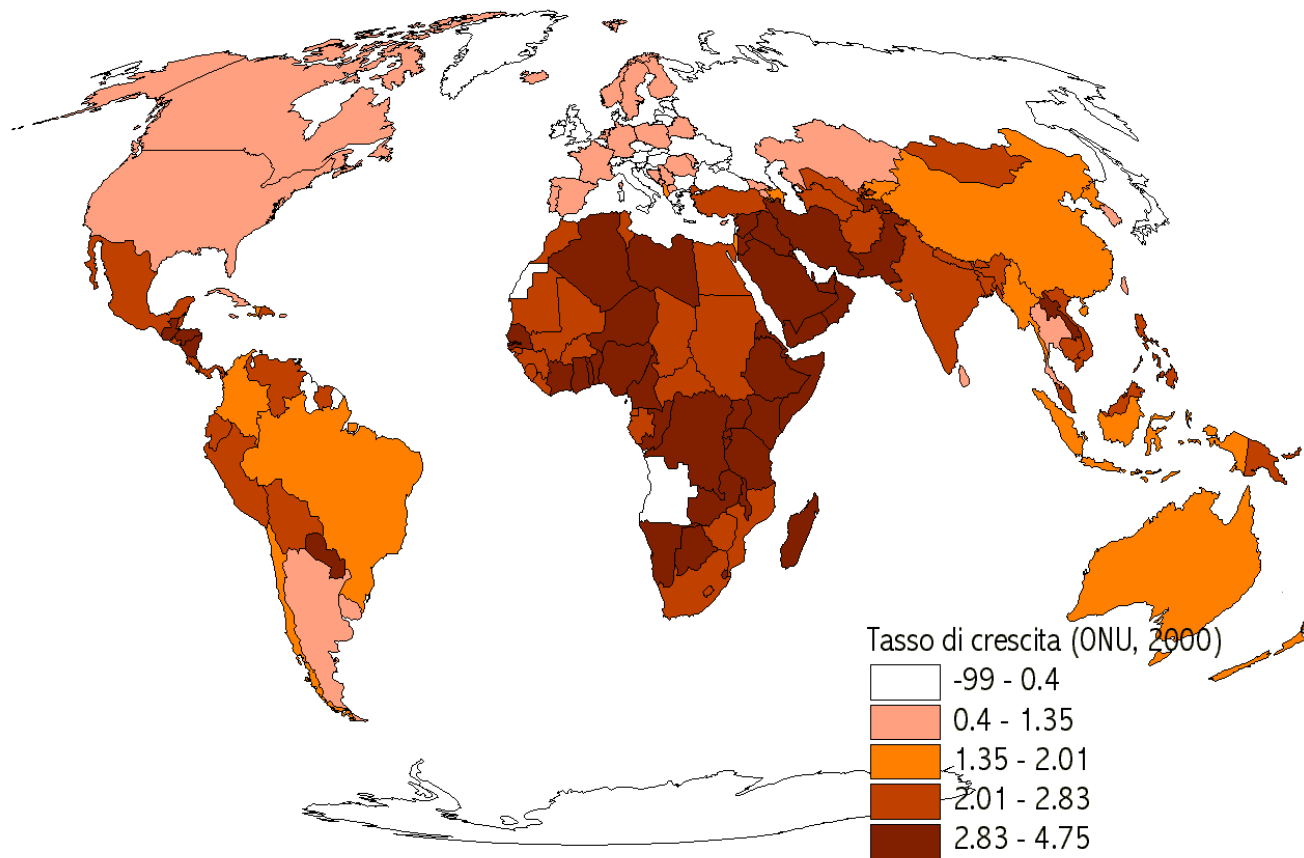 Tasso di crescita (ONU, 2000)
-99 - 0.4
0.4 - 1.35
1.35 - 2.01
2.01 - 2.83
2.83 - 4.75